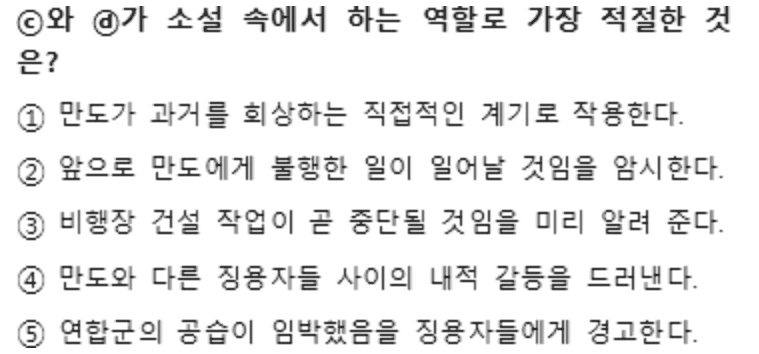 ⓒ와 ⓓ가 소설 속에서 하는 역할로 가장 적절한 것
은?
① 만도가 과거를 회상하는 직접적인 계기로 작용한다.
② 앞으로 만도에게 불행한 일이 일어날 것임을 암시한다.
③ 비행장 건설 작업이 곧 중단될 것임을 미리 알려 준다.
④ 만도와 다른 징용자들 사이의 내적 갈등을 드러낸다.
⑤ 연합군의 공습이 임박했음을 징용자들에게 경고한다.